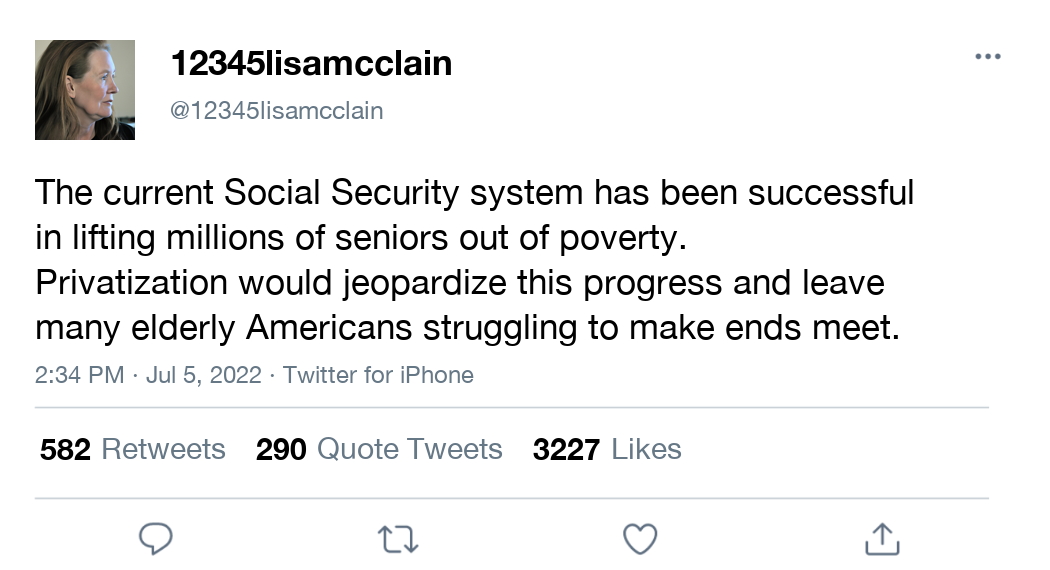 12345lisamcclain
@12345lisamcclain
The current Social Security system has been successful
in lifting millions of seniors out of poverty.
Privatization would jeopardize this progress and leave
many elderly Americans struggling to make ends meet.
2:34 PM · Jul 5, 2022 · Twitter for iPhone
582 Retweets 290 Quote Tweets 3227 Likes